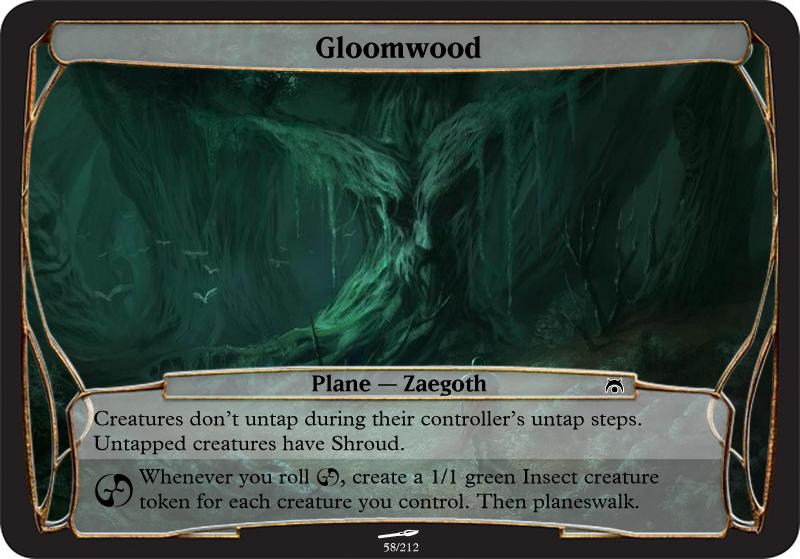 Gloomwood
Plane — Zaegoth
Creatures don't untap during their controller's untap steps.
Untapped creatures have Shroud.
Whenever you roll , create a 1/1 green Insect creature
token for each creature you control. Then planeswalk.
58/212